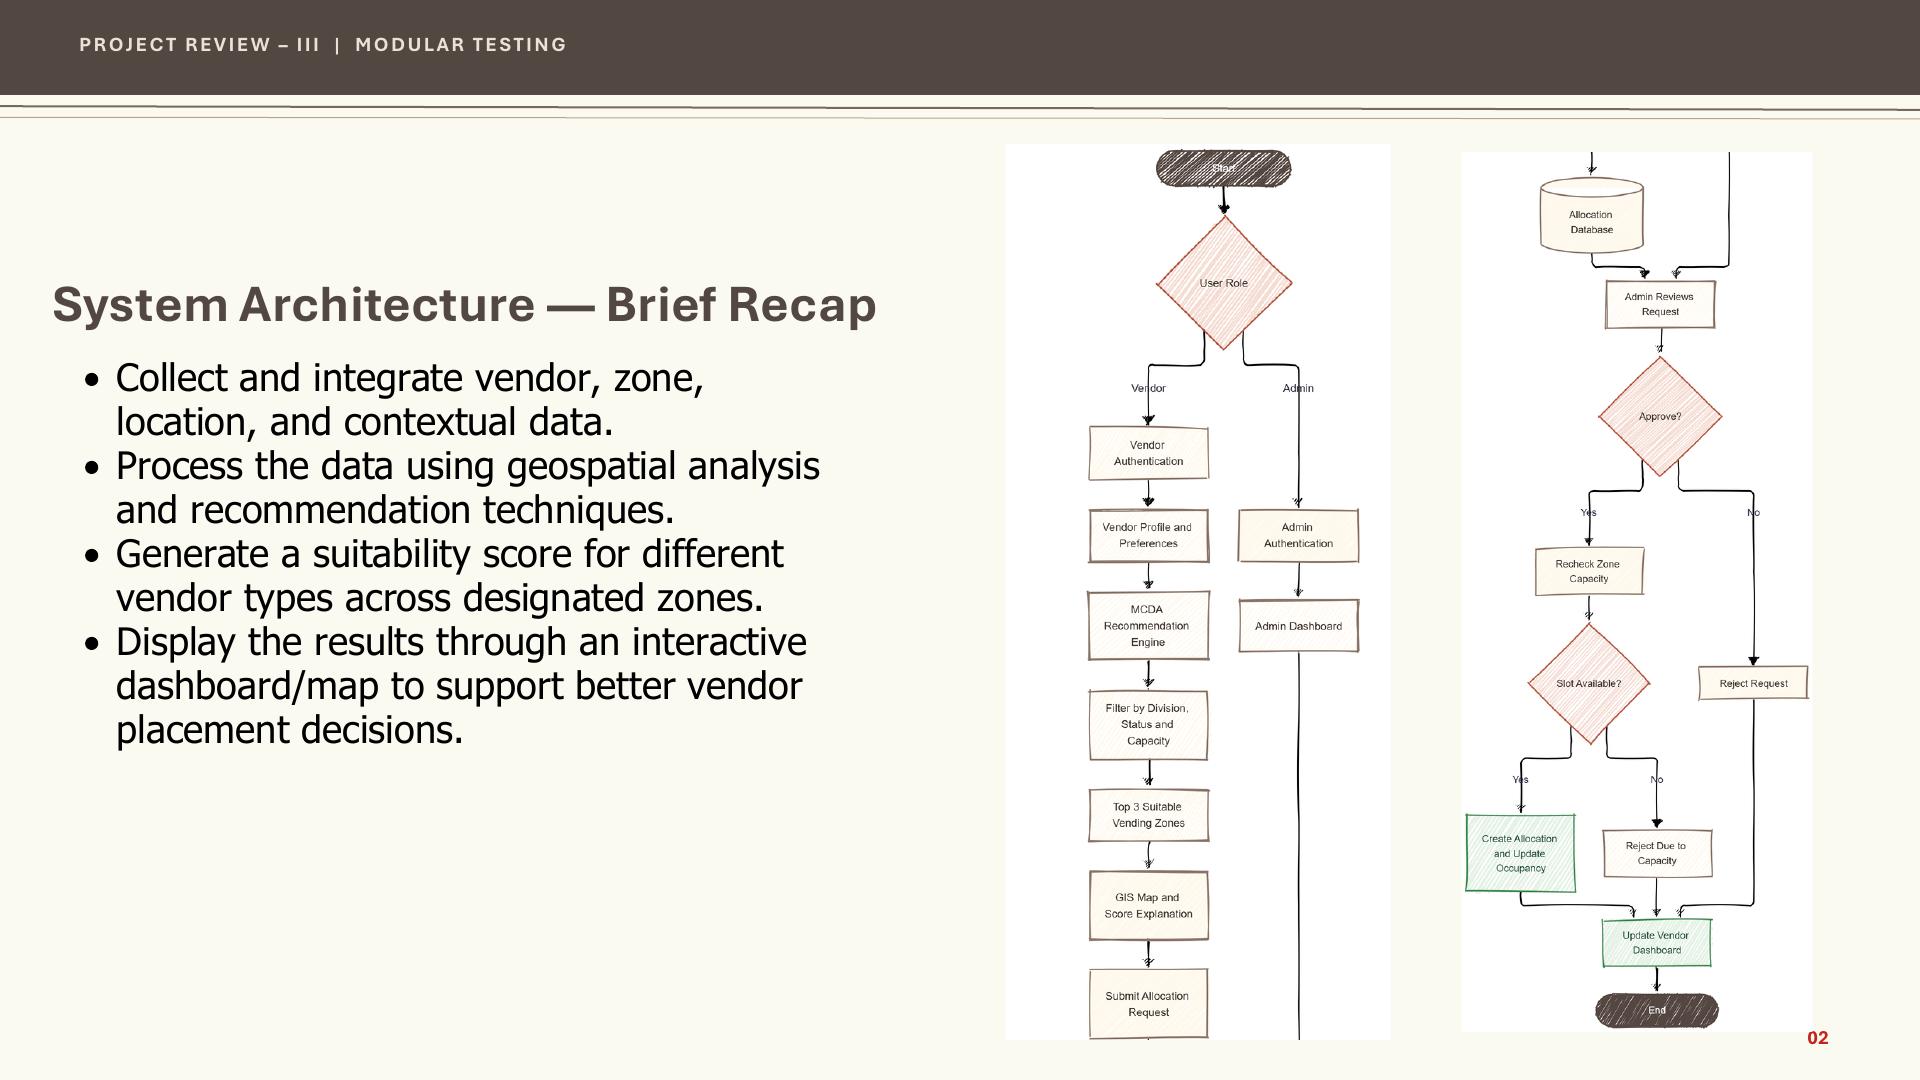 PROJECT REVIEW – III | MODULAR TESTING
System Architecture — Brief Recap
• Collect and integrate vendor, zone,
location, and contextual data.
• Process the data using geospatial analysis
and recommendation techniques.
• Generate a suitability score for different
vendor types across designated zones.
• Display the results through an interactive
dashboard/map to support better vendor
placement decisions.
Start
User Role
Vendor
Admin
Vendor
Authentication
Vendor Profile and
Preferences
Admin
Authentication
MCDA
Recommendation
Engine
Admin Dashboard
Filter by Division,
Status and
Capacity
Top 3 Suitable
Vending Zones
GIS Map and
Score Explanation
Submit Allocation
Request
Allocation
Database
Admin Reviews
Request
Approve?
Yes
No
Recheck Zone
Capacity
Slot Available?
Reject Request
Yes
No
Create Allocation
and Update
Occupancy
Reject Due to
Capacity
Update Vendor
Dashboard
End
02